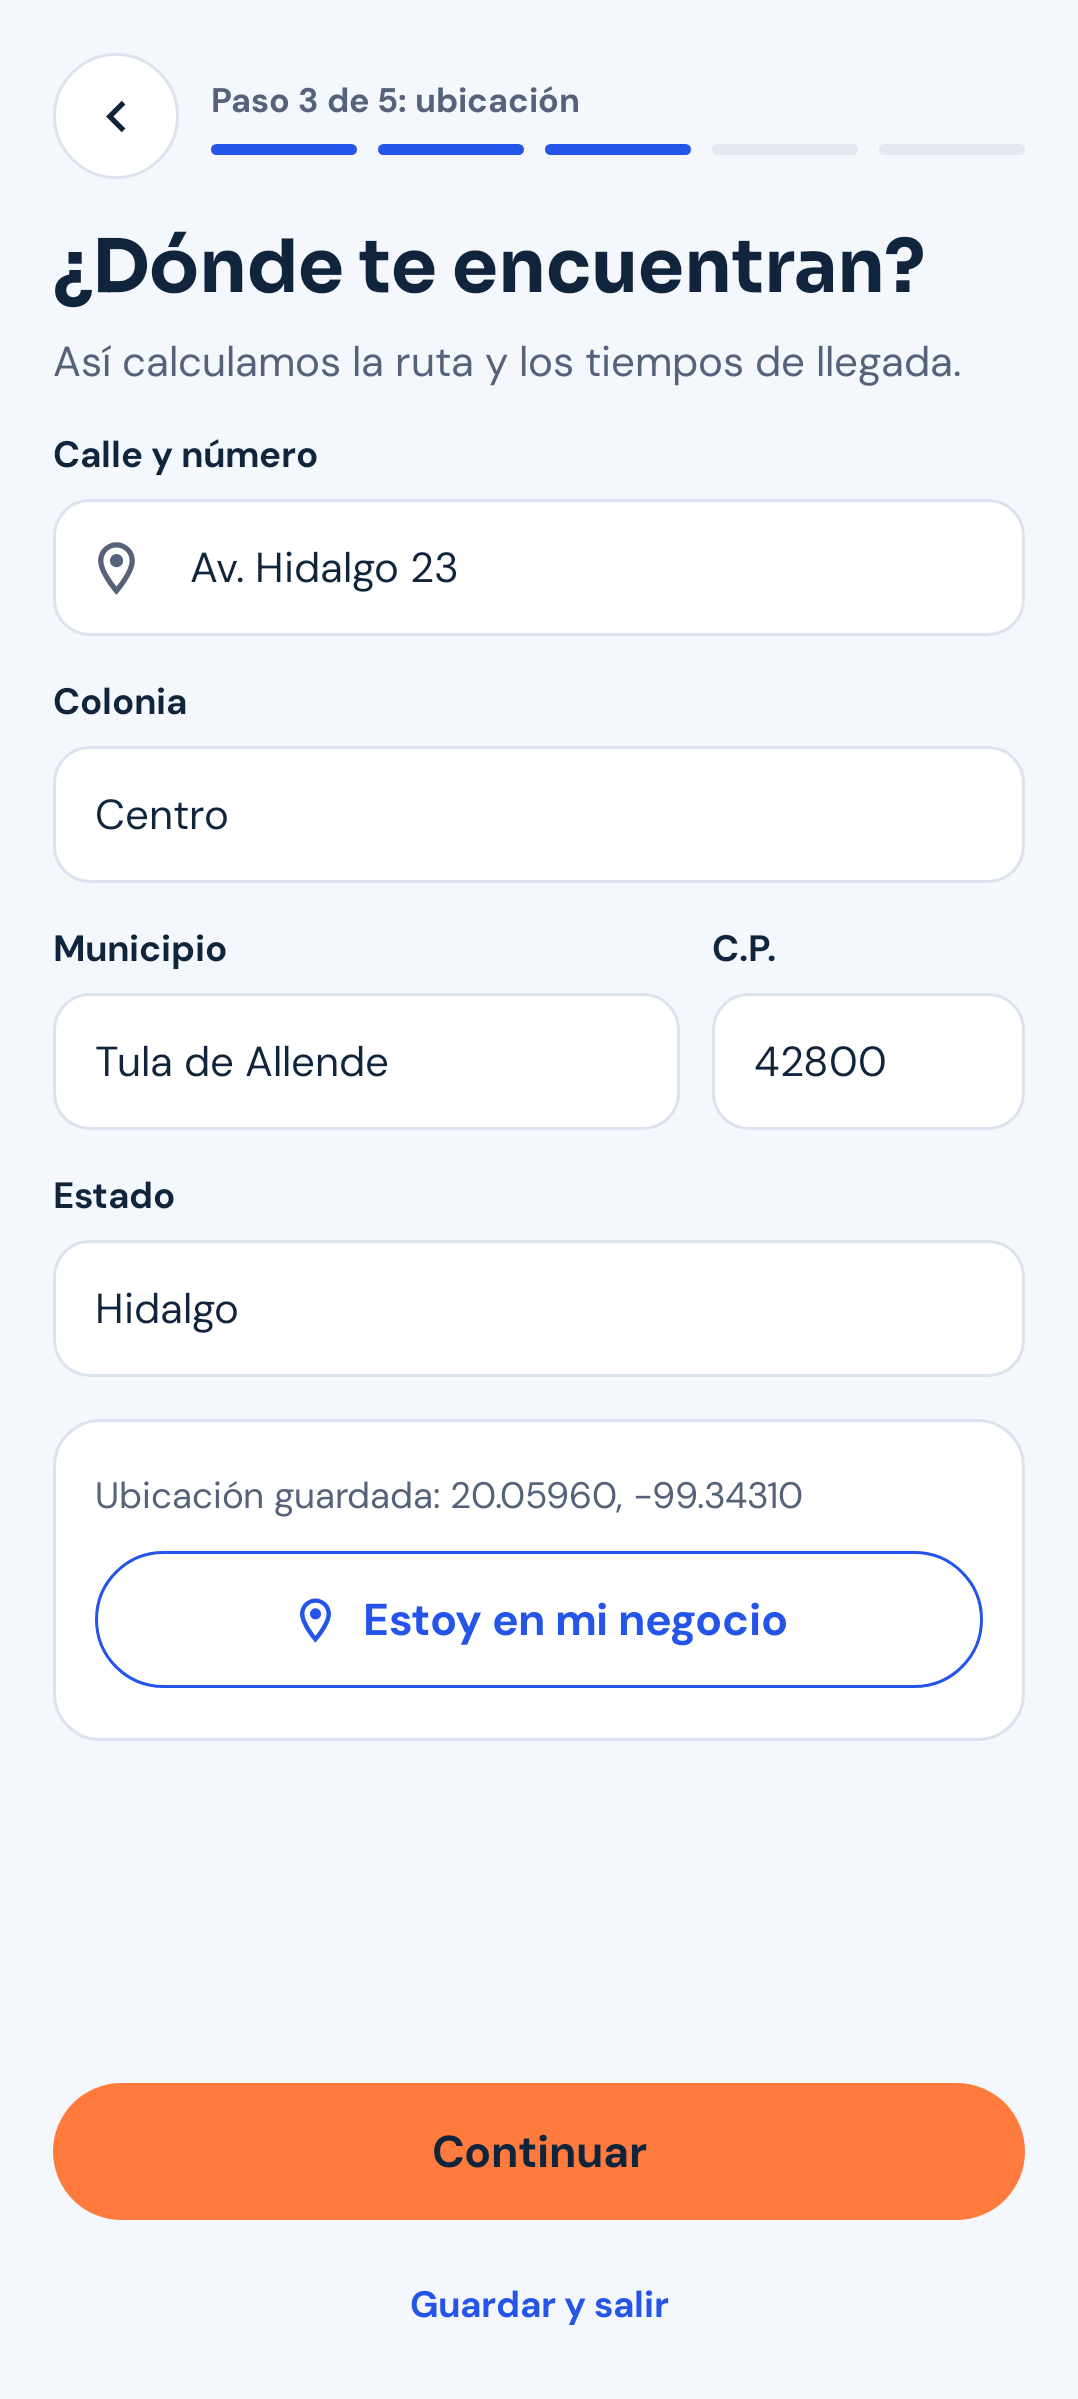 Paso 3 de 5: ubicación
¿Dónde te encuentran?
Así calculamos la ruta y los tiempos de llegada.
Calle y número
Av. Hidalgo 23
Colonia
Centro
Municipio
C.P.
Tula de Allende
42800
Estado
Hidalgo
Ubicación guardada: 20.05960, -99.34310
Estoy en mi negocio
Continuar
Guardar y salir